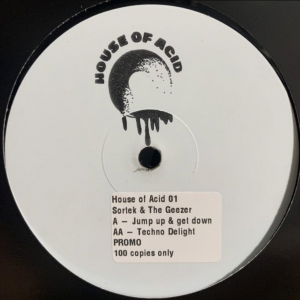 HOUSE OF ACID
House of Acid 01
Sorlek & The Geezer
A – Jump up & get down
AA – Techno Delight
PROMO
100 copies only